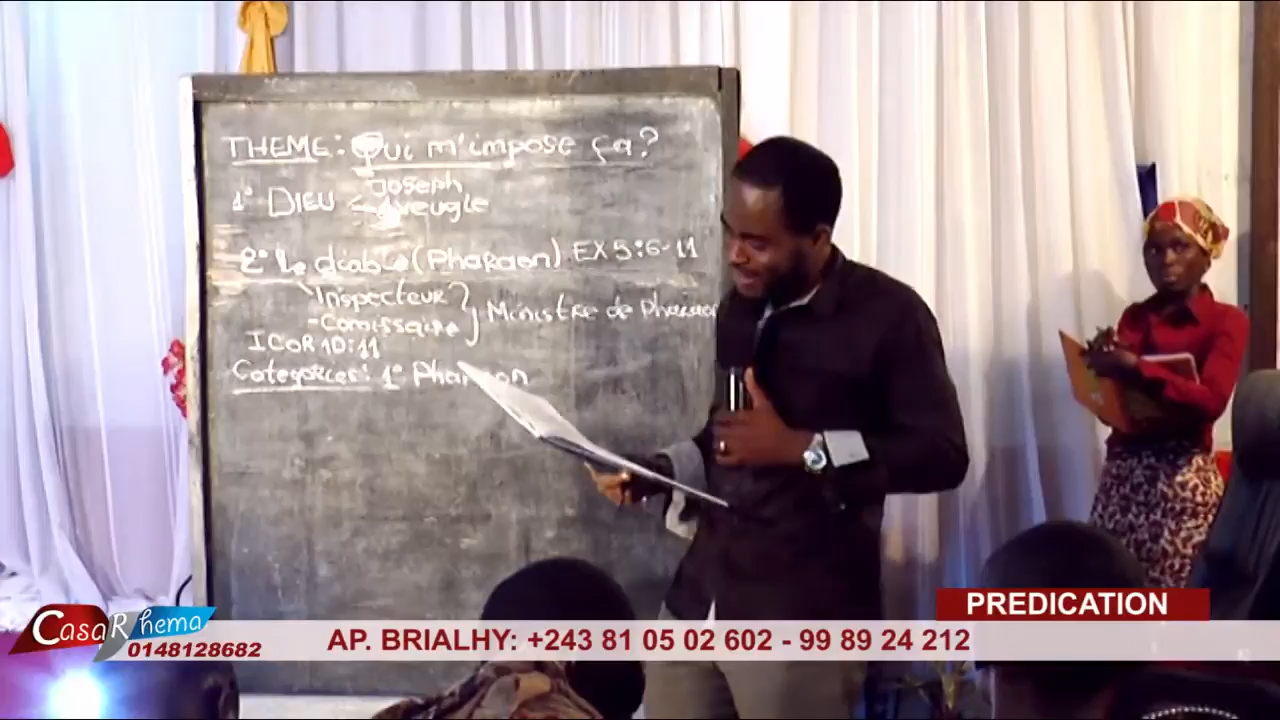 THEME: Qui m'impose ça?
1° DIEU Joseph
Aveugle
2° Le diable (Pharaon) EX 5:6-11
- Inspecteur
- Comissaire } Ministre de Pharaon
I COR 10:11
Categories: 1° Pharaon
PREDICATION
CasaRhema
0148128682
AP. BRIALHY: +243 81 05 02 602 - 99 89 24 212